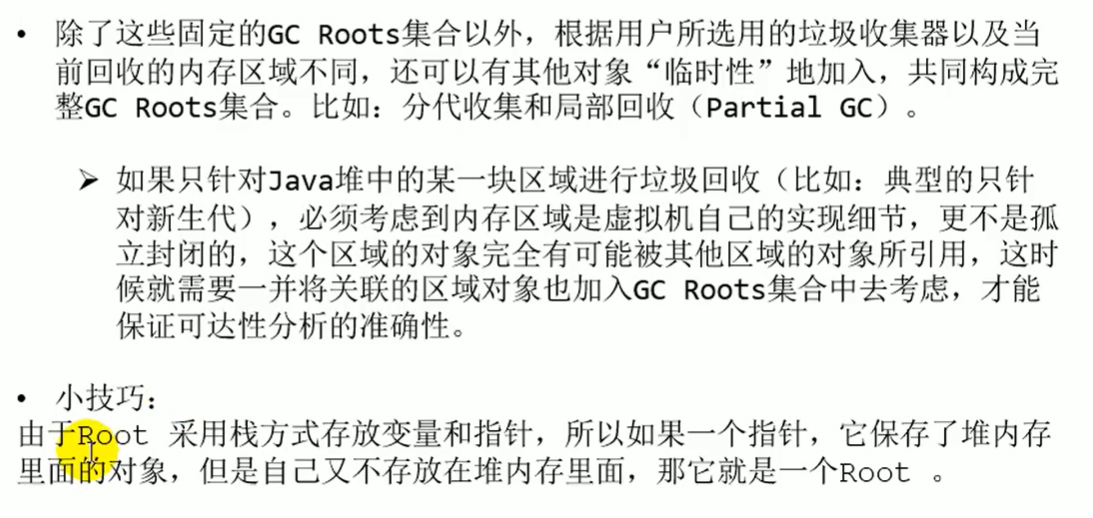 • 除了这些固定的GC Roots集合以外，根据用户所选用的垃圾收集器以及当
前回收的内存区域不同，还可以有其他对象“临时性”地加入，共同构成完
整GC Roots集合。比如：分代收集和局部回收（Partial GC）。
➢ 如果只针对Java堆中的某一块区域进行垃圾回收（比如：典型的只针
对新生代），必须考虑到内存区域是虚拟机自己的实现细节，更不是孤
立封闭的，这个区域的对象完全有可能被其他区域的对象所引用，这时
候就需要一并将关联的区域对象也加入GC Roots集合中去考虑，才能
保证可达性分析的准确性。
• 小技巧：
由于Root 采用栈方式存放变量和指针，所以如果一个指针，它保存了堆内存
里面的对象，但是自己又不存放在堆内存里面，那它就是一个Root 。